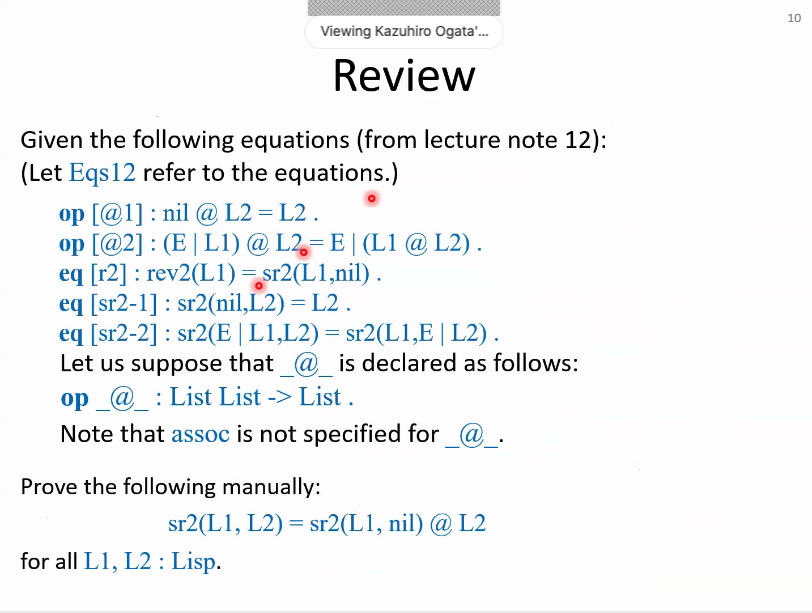 Viewing Kazuhiro Ogata'...
10
Review
Given the following equations (from lecture note 12):
(Let Eqs12 refer to the equations.)
op [@1] : nil @ L2 = L2 .
op [@2] : (E | L1) @ L2 = E | (L1 @ L2) .
eq [r2] : rev2(L1) = sr2(L1,nil) .
eq [sr2-1] : sr2(nil,L2) = L2 .
eq [sr2-2] : sr2(E | L1,L2) = sr2(L1,E | L2) .
Let us suppose that _@_ is declared as follows:
op _@_ : List List -> List .
Note that assoc is not specified for _@_.
Prove the following manually:
sr2(L1, L2) = sr2(L1, nil) @ L2
for all L1, L2 : Lisp.